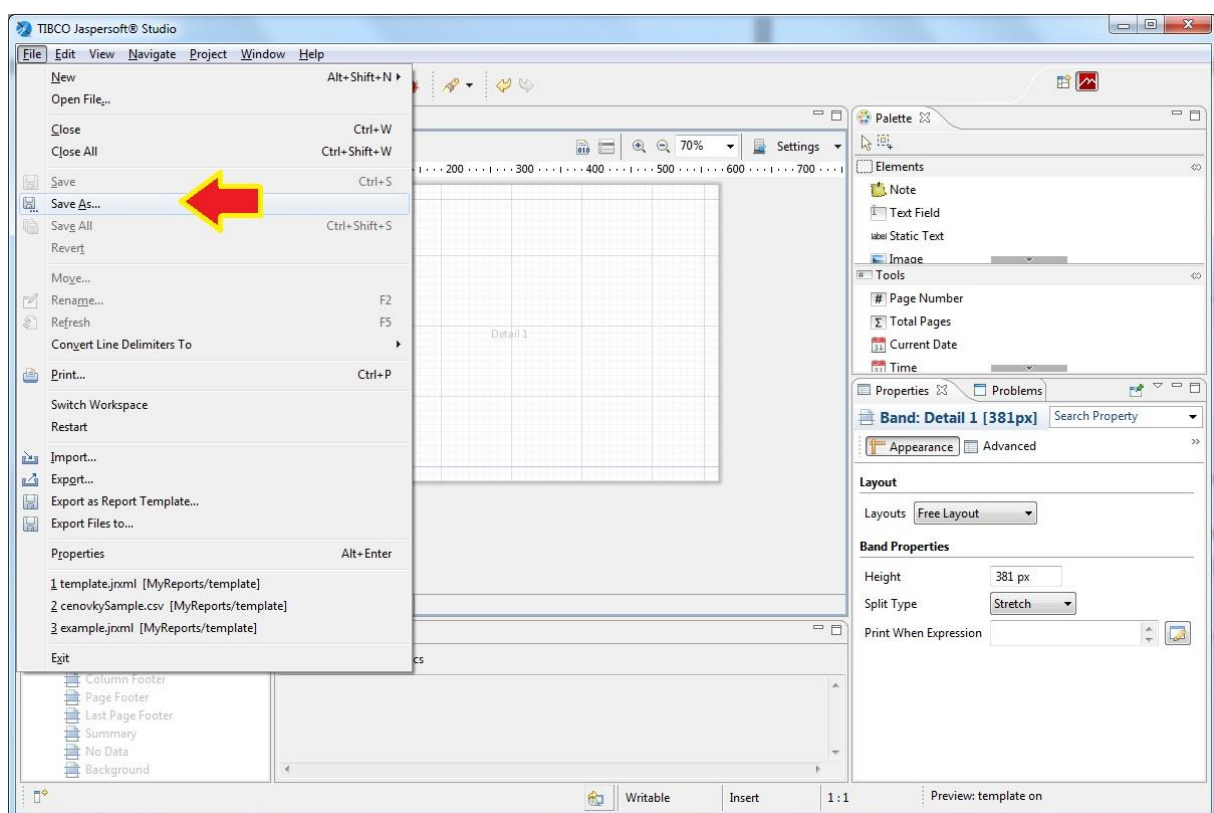 TIBCO Jaspersoft® Studio
File Edit View Navigate Project Window Help
New Alt+Shift+N
Open File...
Close Ctrl+W
Close All Ctrl+Shift+W
Save Ctrl+S
Save As...
Save All Ctrl+Shift+S
Revert
Move...
Rename... F2
Refresh F5
Convert Line Delimiters To
Print... Ctrl+P
Switch Workspace
Restart
Import...
Export...
Export as Report Template...
Export Files to...
Properties Alt+Enter
1 template.jrxml [MyReports/template]
2 cenovkySample.csv [MyReports/template]
3 example.jrxml [MyReports/template]
Exit
Column Footer
Page Footer
Last Page Footer
Summary
No Data
Background
70% Settings
200 300 400 500 600 700
Detail 1
cs
Palette
Elements
Note
Text Field
label Static Text
Image
Tools
# Page Number
Σ Total Pages
Current Date
Time
Properties Problems
Band: Detail 1 [381px] Search Property
Appearance Advanced
Layout
Layouts Free Layout
Band Properties
Height 381 px
Split Type Stretch
Print When Expression
Writable Insert 1:1 Preview: template on